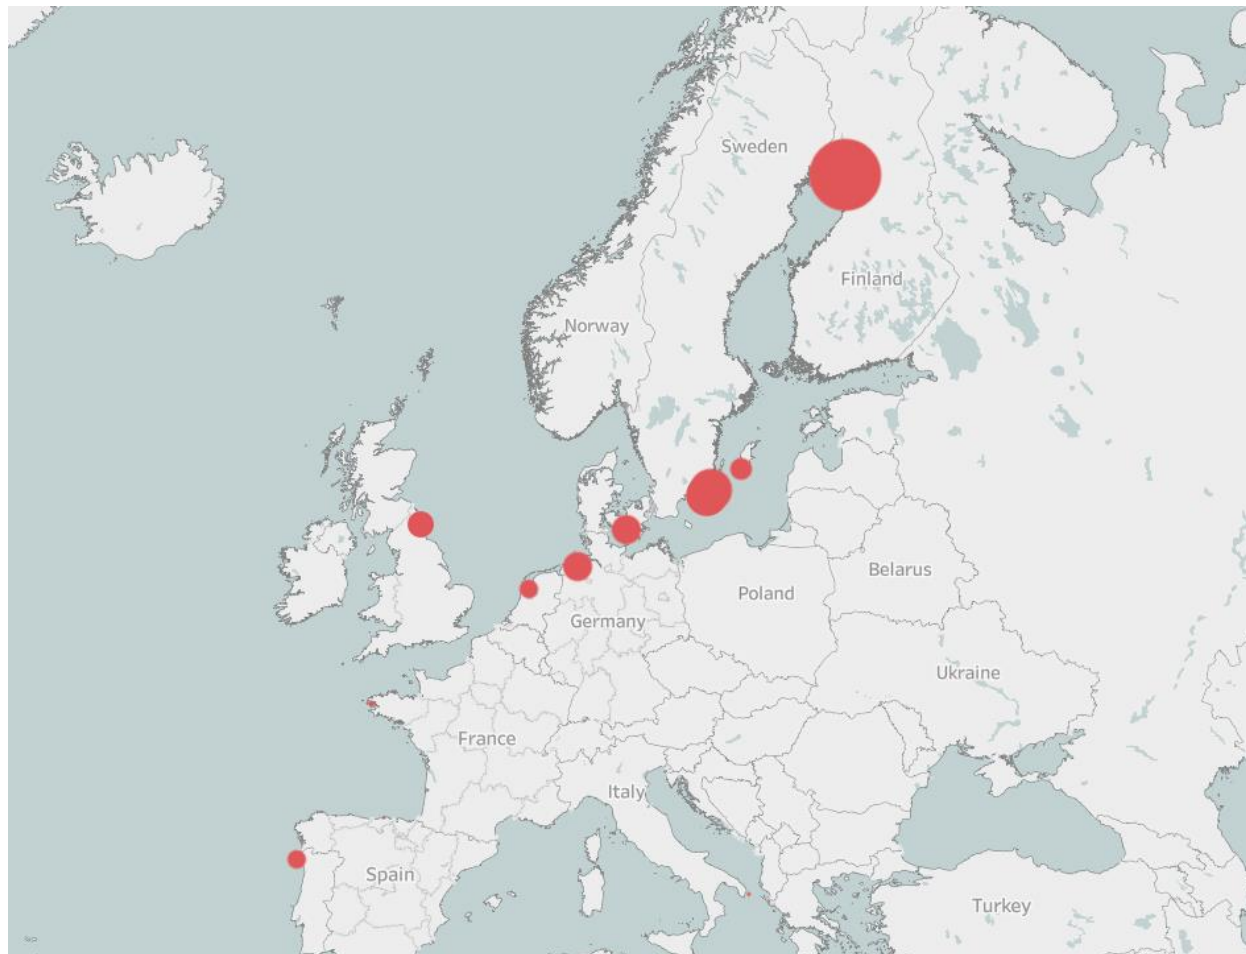 Sweden
Finland
Norway
Belarus
Poland
Germany
Ukraine
France
Italy
Spain
Turkey